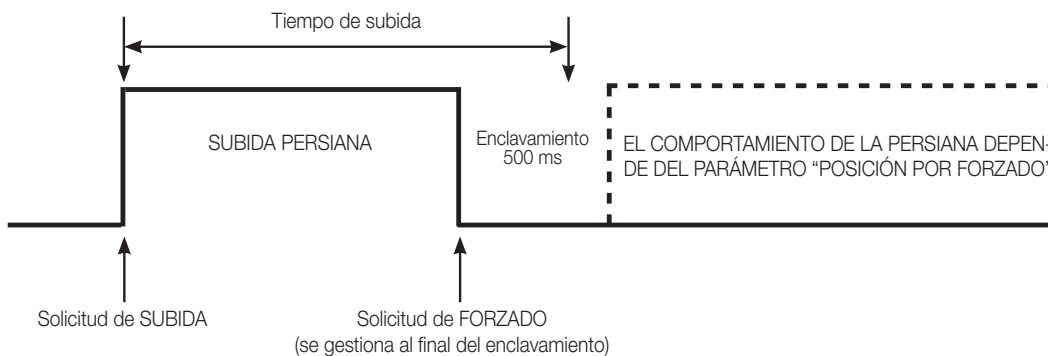 Tiempo de subida
SUBIDA PERSIANA
Enclavamiento
500 ms
EL COMPORTAMIENTO DE LA PERSIANA DEPEN-
DE DEL PARÁMETRO “POSICIÓN POR FORZADO”
Solicitud de SUBIDA
Solicitud de FORZADO
(se gestiona al final del enclavamiento)